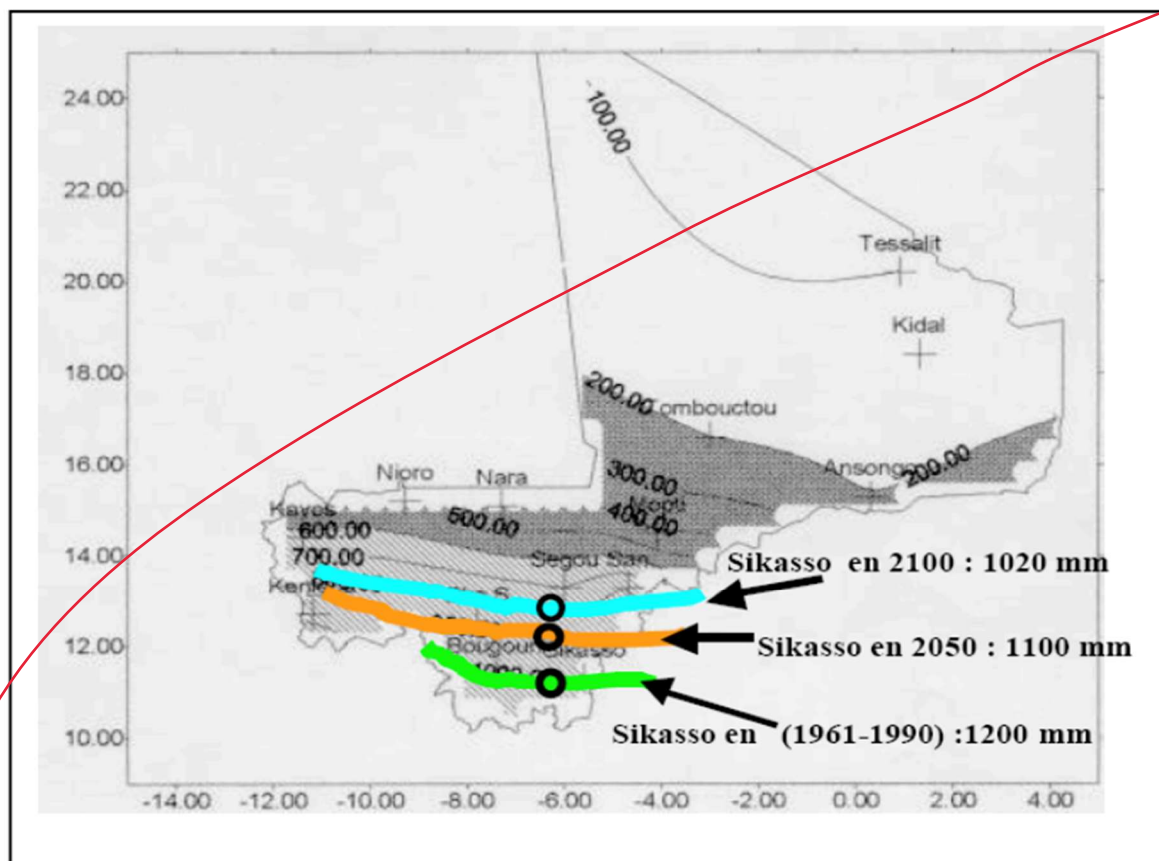 24.00
100.00
22.00
Tessalit
20.00
Kidal
18.00
200.00
Tombouctou
16.00
Nioro
Nara
300.00
200.00
Kayes
600.00
500.00
Mopti
400.00
14.00
700.00
Segou San
Sikasso en 2100 : 1020 mm
12.00
Sikasso en 2050 : 1100 mm
Sikasso
10.00
Sikasso en (1961-1990) :1200 mm
-14.00 -12.00 -10.00 -8.00 -6.00 -4.00 -2.00 0.00 2.00 4.00